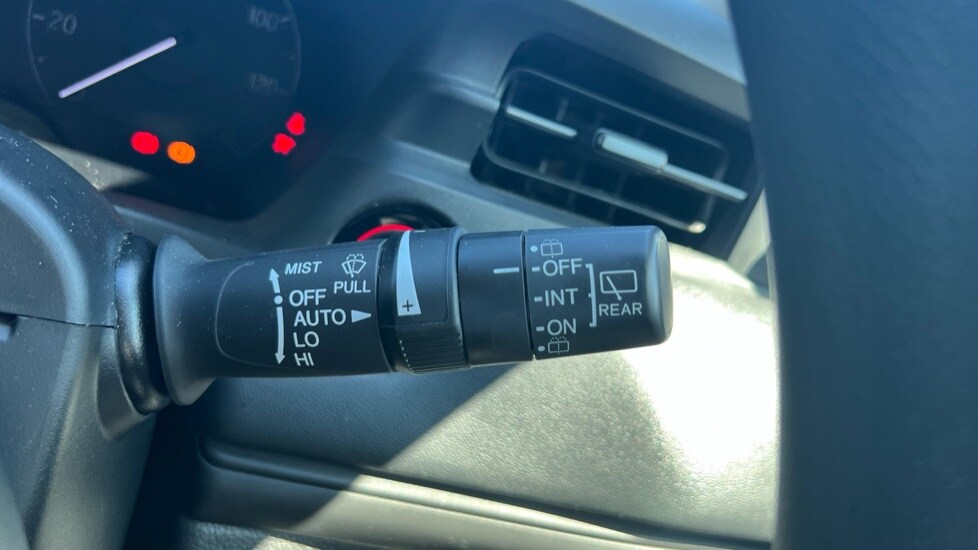 20
100
120
MIST
PULL
OFF
AUTO
LO
HI
- +
OFF
INT
ON
REAR